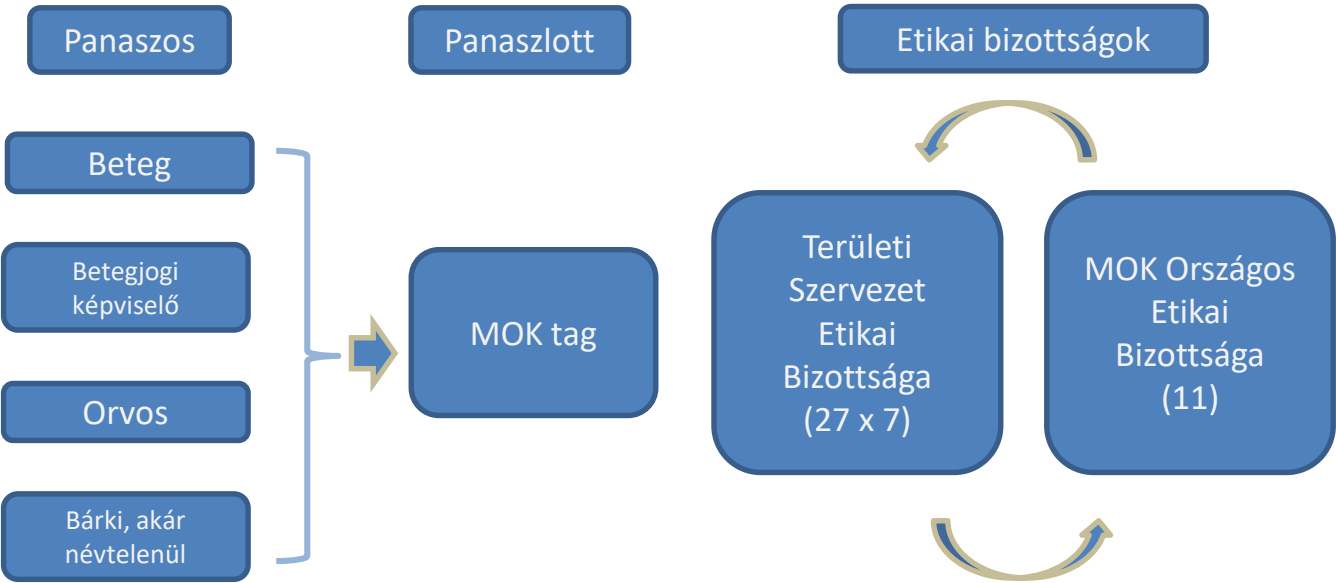 Panaszos
Panaszlott
Etikai bizottságok
Beteg
Betegjogi
képviselő
Orvos
Bárki, akár
névtelenül
MOK tag
Területi
Szervezet
Etikai
Bizottsága
(27 x 7)
MOK Országos
Etikai
Bizottsága
(11)